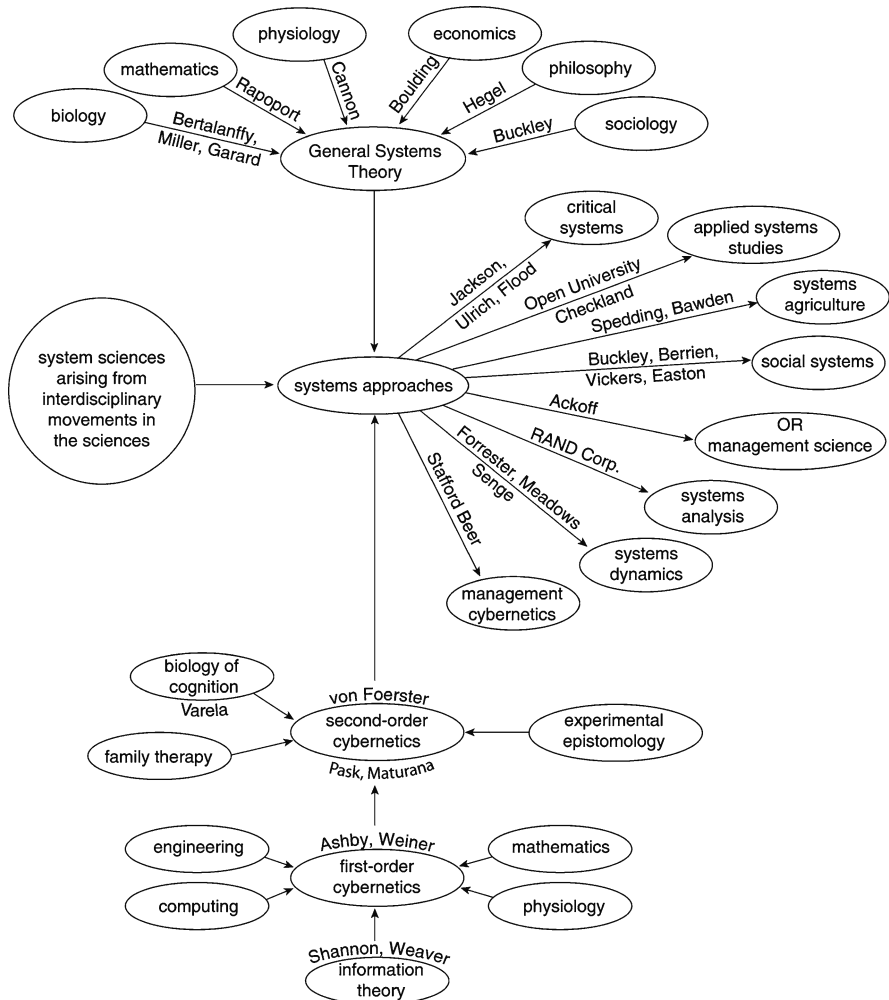 physiology
economics
mathematics
philosophy
biology
sociology
Cannon
Boulding
Rapoport
Hegel
Bertalanffy,
Miller, Garard
Buckley
General Systems
Theory
critical
systems
applied systems
studies
Jackson,
Ulrich, Flood
Open University
Checkland
systems
agriculture
Spedding, Bawden
system sciences
arising from
interdisciplinary
movements in
the sciences
systems approaches
Buckley, Berrien,
Vickers, Easton
social systems
Ackoff
OR
management science
RAND Corp.
systems
analysis
Forrester, Meadows
Senge
systems
dynamics
Stafford Beer
management
cybernetics
biology of
cognition
Varela
von Foerster
second-order
cybernetics
Pask, Maturana
experimental
epistomology
family therapy
Ashby, Weiner
first-order
cybernetics
engineering
mathematics
computing
physiology
Shannon, Weaver
information
theory